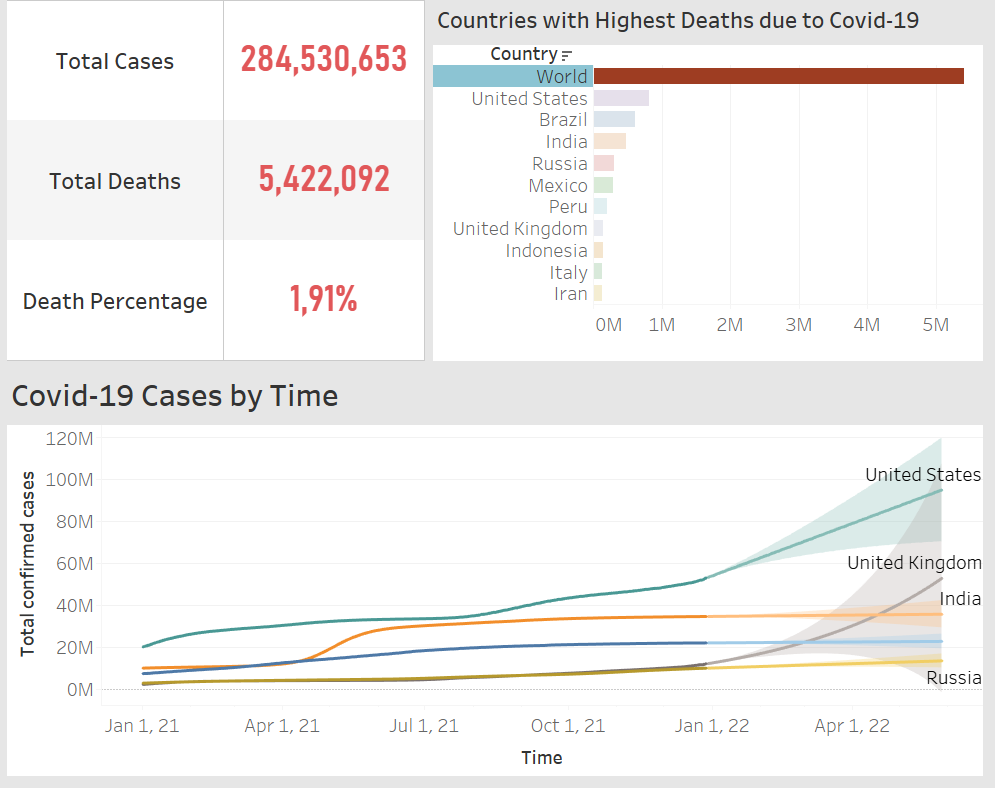 Total Cases 284,530,653
Total Deaths 5,422,092
Death Percentage 1,91%
Countries with Highest Deaths due to Covid-19
Country
World
United States
Brazil
India
Russia
Mexico
Peru
United Kingdom
Indonesia
Italy
Iran
0M 1M 2M 3M 4M 5M
Covid-19 Cases by Time
Total confirmed cases
120M
100M
80M
60M
40M
20M
0M
United States
United Kingdom
India
Russia
Jan 1, 21 Apr 1, 21 Jul 1, 21 Oct 1, 21 Jan 1, 22 Apr 1, 22
Time